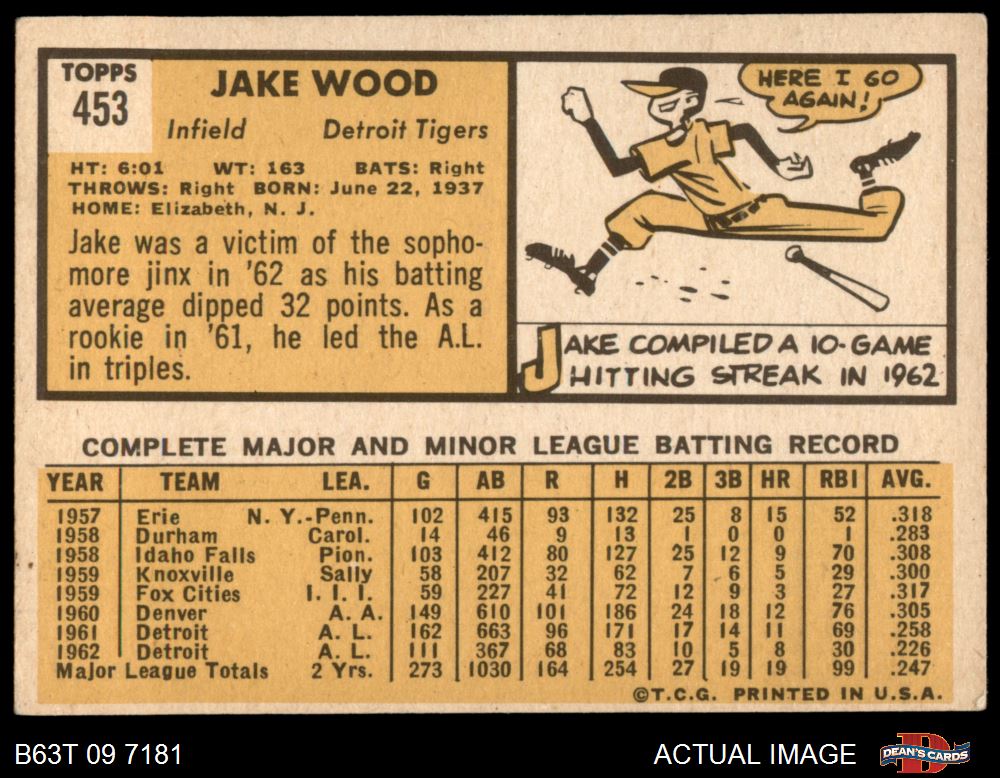 TOPPS
453
JAKE WOOD
Infield Detroit Tigers
HT: 6:01 WT: 163 BATS: Right
THROWS: Right BORN: June 22, 1937
HOME: Elizabeth, N. J.
Jake was a victim of the sopho-
more jinx in '62 as his batting
average dipped 32 points. As a
rookie in '61, he led the A.L.
in triples.
HERE I GO
AGAIN!
JAKE COMPILED A 10-GAME
HITTING STREAK IN 1962
COMPLETE MAJOR AND MINOR LEAGUE BATTING RECORD
YEAR TEAM LEA. G AB R H 2B 3B HR RBI AVG.
1957 Erie N. Y.-Penn. 102 415 93 132 25 8 15 52 .318
1958 Durham Carol. 14 46 9 13 1 0 0 1 .283
1958 Idaho Falls Pion. 103 412 80 127 25 12 9 70 .308
1959 Knoxville Sally 58 207 32 62 7 6 5 29 .300
1959 Fox Cities I. I. I. 59 227 41 72 12 9 3 27 .317
1960 Denver A. A. 149 610 101 186 24 18 12 76 .305
1961 Detroit A. L. 162 663 96 171 17 14 11 69 .258
1962 Detroit A. L. 111 367 68 83 10 5 8 30 .226
Major League Totals 2 Yrs. 273 1030 164 254 27 19 19 99 .247
©T.C.G. PRINTED IN U.S.A.
B63T 09 7181 ACTUAL IMAGE DEAN'S CARDS